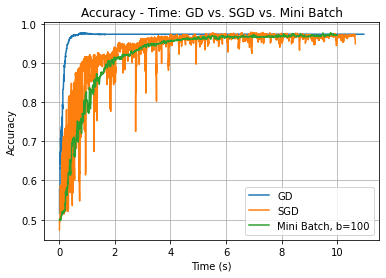 Accuracy - Time: GD vs. SGD vs. Mini Batch
1.0
0.9
0.8
0.7
0.6
0.5
Accuracy
0 2 4 6 8 10
Time (s)
GD
SGD
Mini Batch, b=100